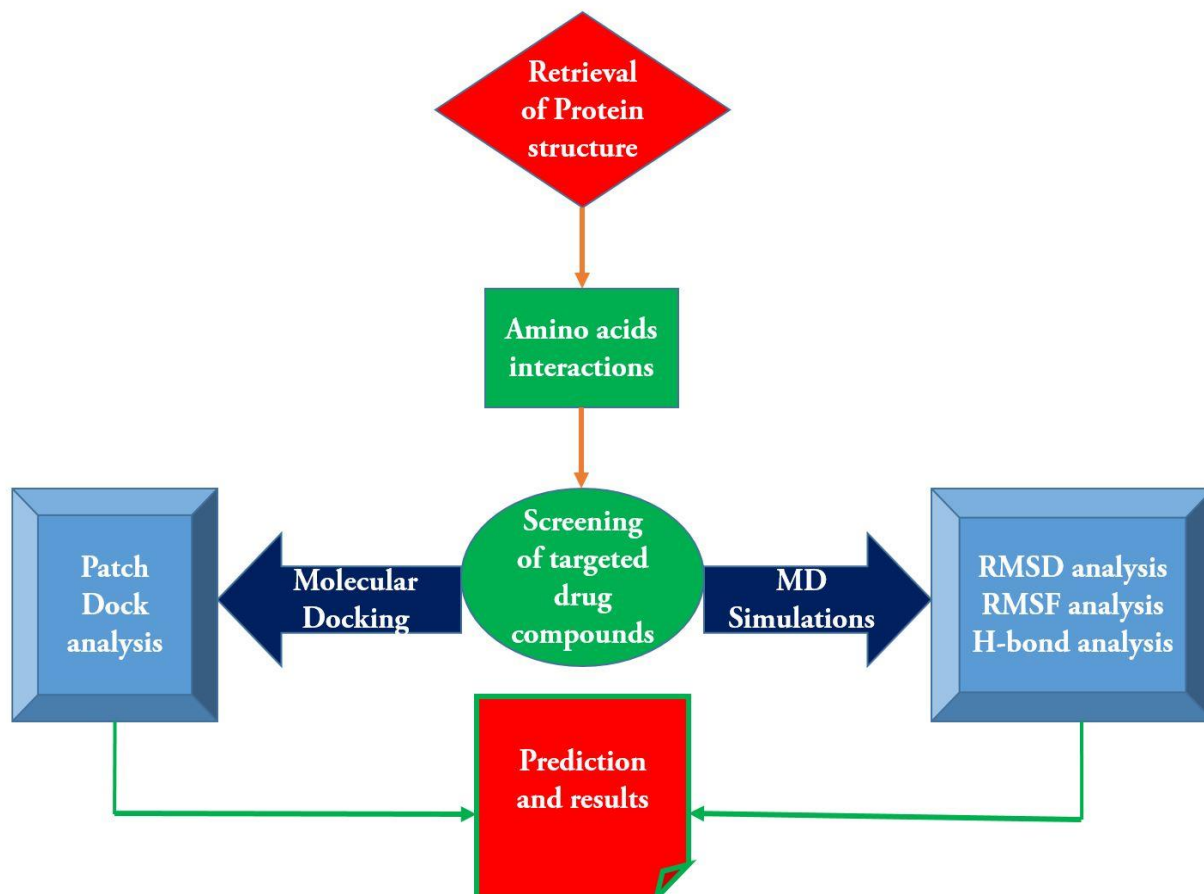 Retrieval
of Protein
structure
Amino acids
interactions
Screening
of targeted
drug
compounds
Molecular
Docking
MD
Simulations
Patch
Dock
analysis
RMSD analysis
RMSF analysis
H-bond analysis
Prediction
and results